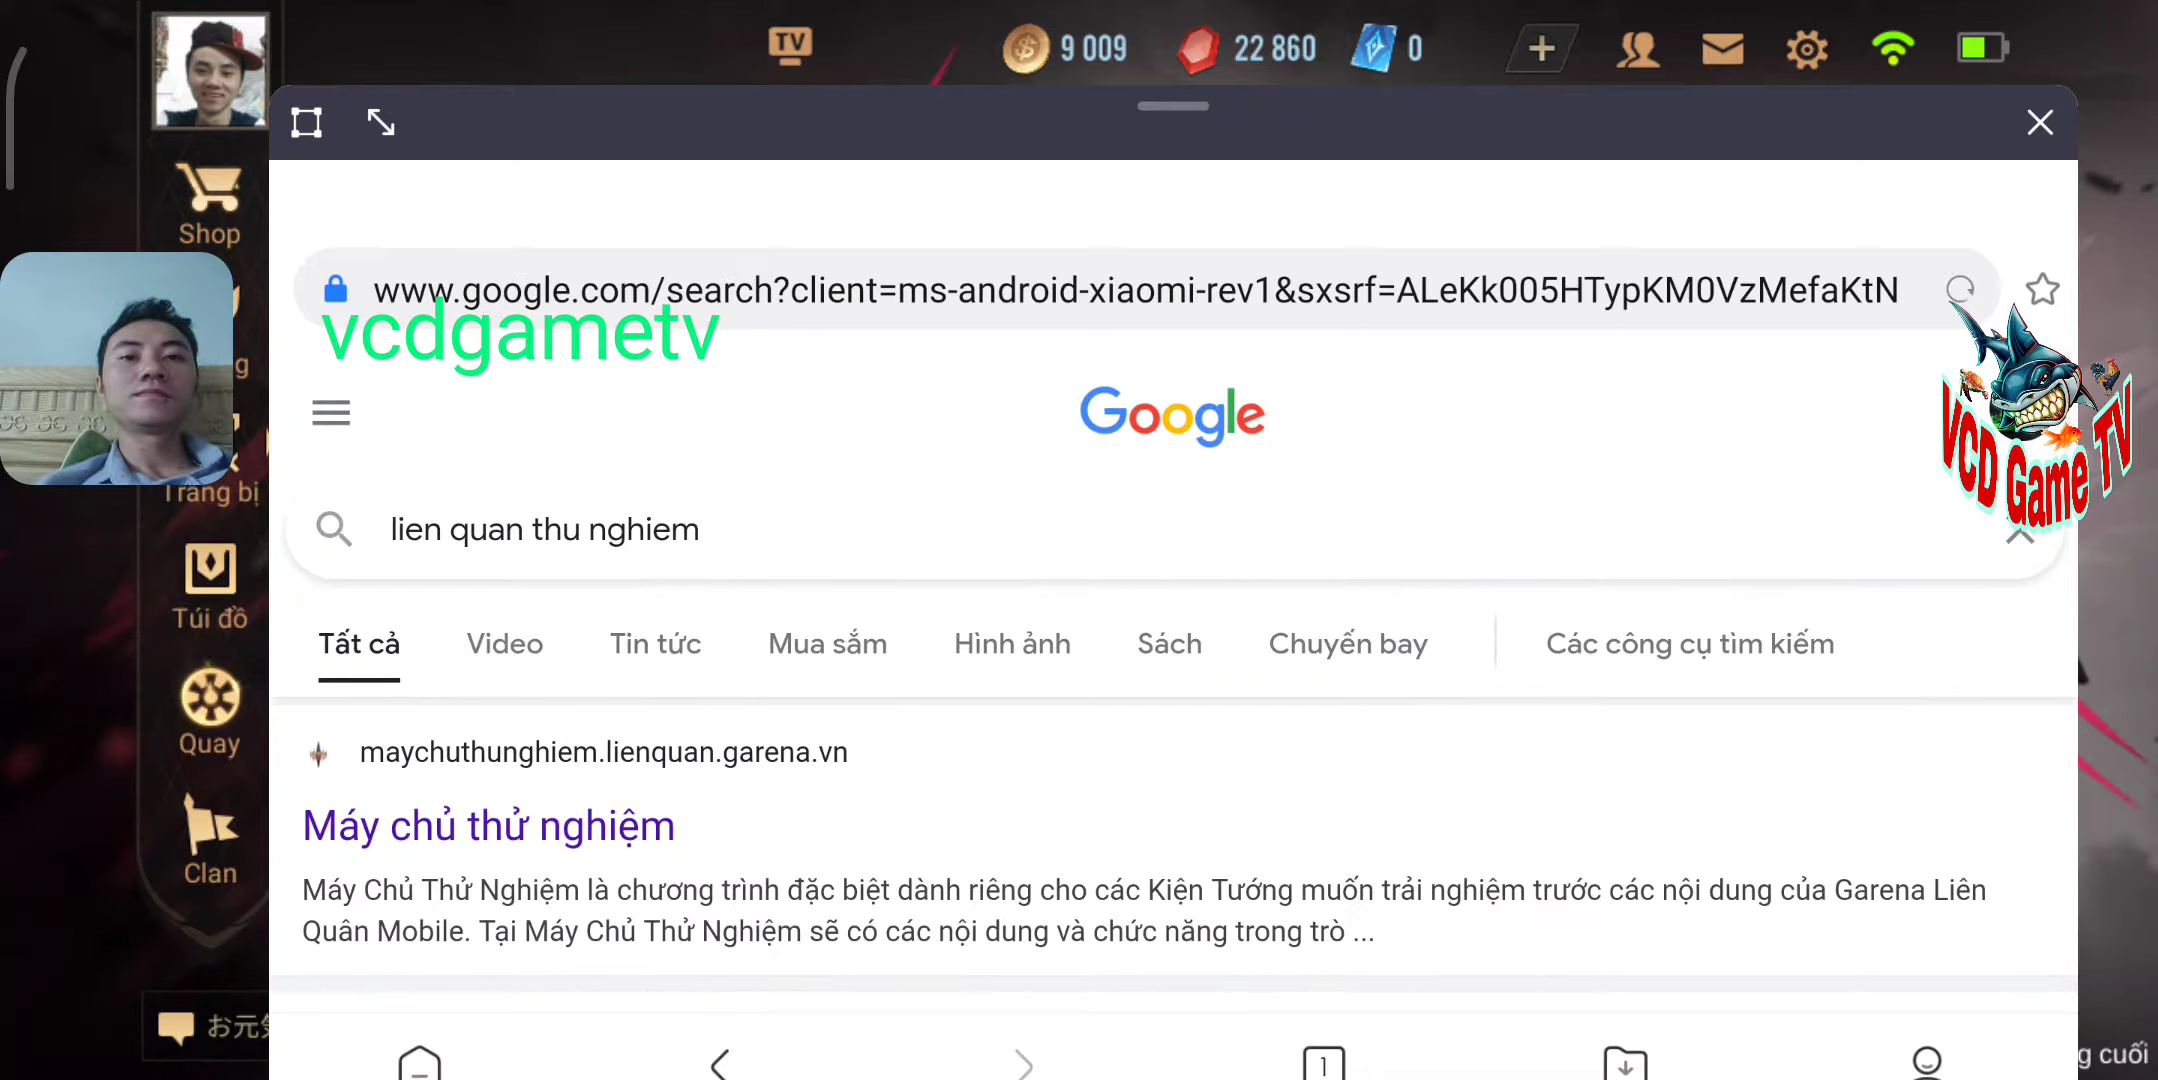 TV
9 009
22 860
0
Shop
www.google.com/search?client=ms-android-xiaomi-rev1&sxsrf=ALeKk005HTypKM0VzMefaKtN
vcdgametv
g
Google
VCD Game TV
Trang bị
lien quan thu nghiem
Túi đồ
Tất cả Video Tin tức Mua sắm Hình ảnh Sách Chuyến bay Các công cụ tìm kiếm
Quay
maychuthunghiem.lienquan.garena.vn
Máy chủ thử nghiệm
Clan
Máy Chủ Thử Nghiệm là chương trình đặc biệt dành riêng cho các Kiện Tướng muốn trải nghiệm trước các nội dung của Garena Liên
Quân Mobile. Tại Máy Chủ Thử Nghiệm sẽ có các nội dung và chức năng trong trò ...
お元
1
g cuối